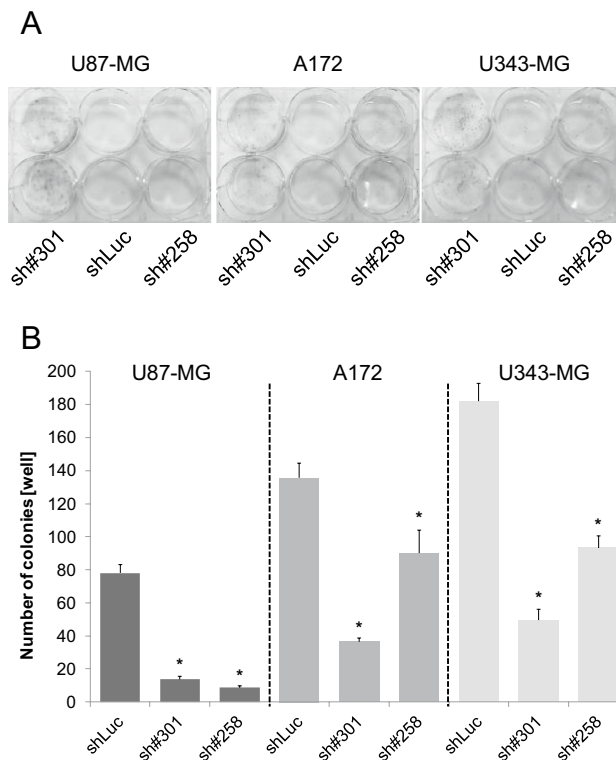 A
U87-MG A172 U343-MG
sh#301 shLuc sh#258 sh#301 shLuc sh#258 sh#301 shLuc sh#258
B
U87-MG A172 U343-MG
Number of colonies [well]
200
180
160
140
120
100
80
60
40
20
0
* * * * * *
shLuc sh#301 sh#258 shLuc sh#301 sh#258 shLuc sh#301 sh#258